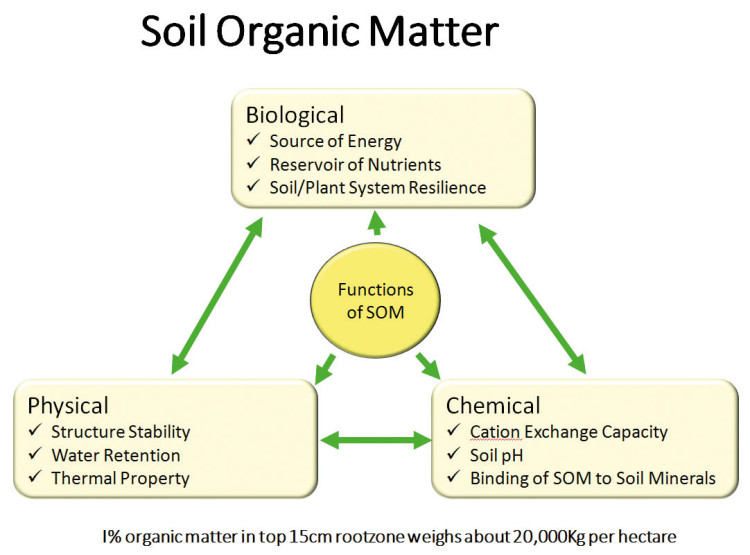 Soil Organic Matter
Biological
✓ Source of Energy
✓ Reservoir of Nutrients
✓ Soil/Plant System Resilience
Functions
of SOM
Physical
✓ Structure Stability
✓ Water Retention
✓ Thermal Property
Chemical
✓ Cation Exchange Capacity
✓ Soil pH
✓ Binding of SOM to Soil Minerals
I% organic matter in top 15cm rootzone weighs about 20,000Kg per hectare